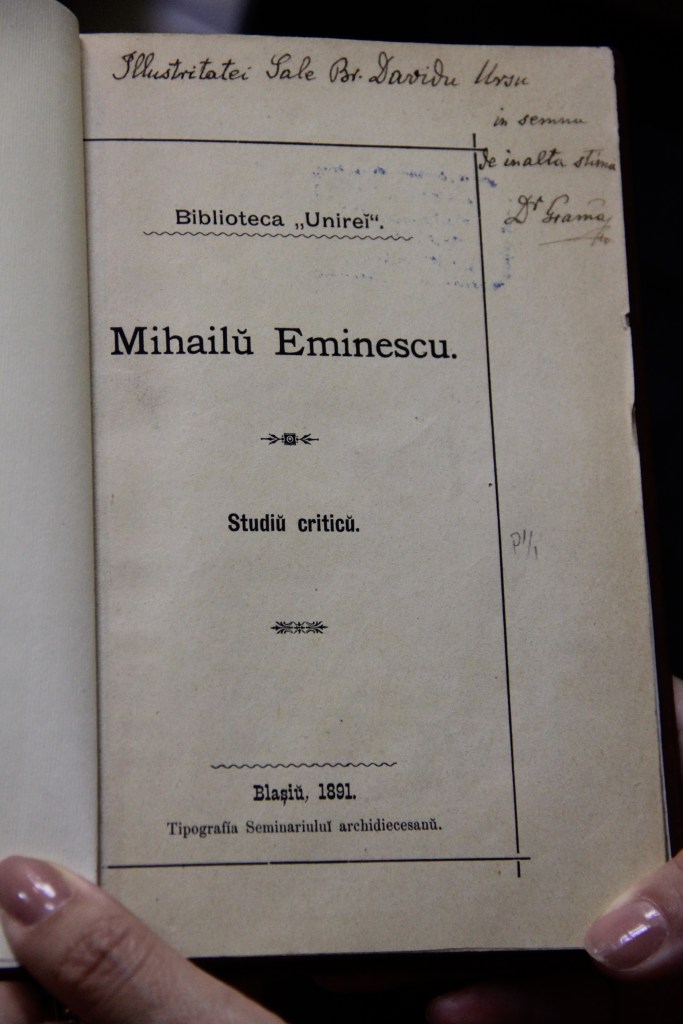 Illustritatei Sale Br. Davidu Ursu
in semnu
de inalta stima
Dr Grama
Biblioteca „Unireĭ“.
Mihailŭ Eminescu.
Studiŭ criticŭ.
Blaşiŭ, 1891.
Tipografia Seminariuluĭ archidiecesanŭ.